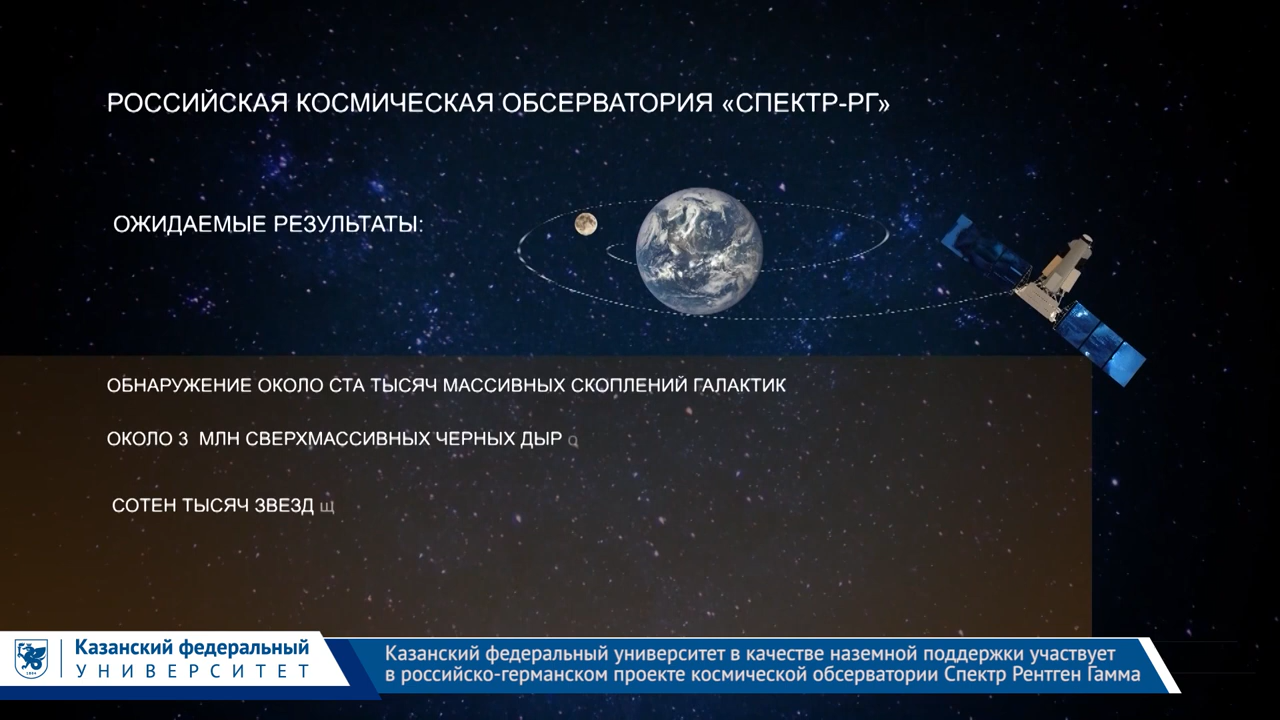 РОССИЙСКАЯ КОСМИЧЕСКАЯ ОБСЕРВАТОРИЯ «СПЕКТР-РГ»
ОЖИДАЕМЫЕ РЕЗУЛЬТАТЫ:
ОБНАРУЖЕНИЕ ОКОЛО СТА ТЫСЯЧ МАССИВНЫХ СКОПЛЕНИЙ ГАЛАКТИК
ОКОЛО 3 МЛН СВЕРХМАССИВНЫХ ЧЕРНЫХ ДЫР О
СОТЕН ТЫСЯЧ ЗВЕЗД Щ
Казанский федеральный
УНИВЕРСИТЕТ
1804
Казанский федеральный университет в качестве наземной поддержки участвует
в российско-германском проекте космической обсерватории Спектр Рентген Гамма